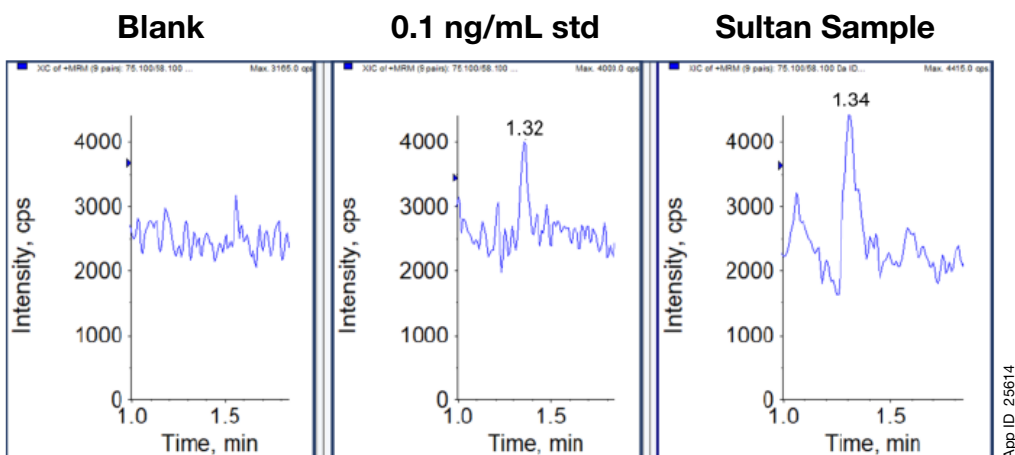 Blank
0.1 ng/mL std
Sultan Sample
XIC of +MRM (9 pairs): 75.100/58.100 ...
Max. 3165.0 cps
XIC of +MRM (9 pairs): 75.100/58.100 ...
Max. 4003.0 cps
XIC of +MRM (9 pairs): 75.100/58.100 Da ID...
Max. 4415.0 cps
4000
3000
2000
1000
0
1.0
1.5
Intensity, cps
Time, min
1.32
4000
3000
2000
1000
0
1.0
1.5
Intensity, cps
Time, min
1.34
4000
3000
2000
1000
0
1.0
1.5
Intensity, cps
Time, min
App ID 25614